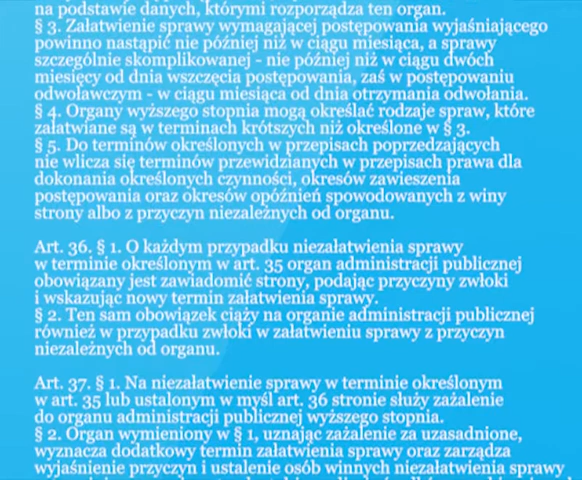 na podstawie danych, którymi rozporządza ten organ.
§ 3. Załatwienie sprawy wymagającej postępowania wyjaśniającego
powinno nastąpić nie później niż w ciągu miesiąca, a sprawy
szczególnie skomplikowanej - nie później niż w ciągu dwóch
miesięcy od dnia wszczęcia postępowania, zaś w postępowaniu
odwoławczym - w ciągu miesiąca od dnia otrzymania odwołania.
§ 4. Organy wyższego stopnia mogą określać rodzaje spraw, które
załatwiane są w terminach krótszych niż określone w § 3.
§ 5. Do terminów określonych w przepisach poprzedzających
nie wlicza się terminów przewidzianych w przepisach prawa dla
dokonania określonych czynności, okresów zawieszenia
postępowania oraz okresów opóźnień spowodowanych z winy
strony albo z przyczyn niezależnych od organu.
Art. 36. § 1. O każdym przypadku niezałatwienia sprawy
w terminie określonym w art. 35 organ administracji publicznej
obowiązany jest zawiadomić strony, podając przyczyny zwłoki
i wskazując nowy termin załatwienia sprawy.
§ 2. Ten sam obowiązek ciąży na organie administracji publicznej
również w przypadku zwłoki w załatwieniu sprawy z przyczyn
niezależnych od organu.
Art. 37. § 1. Na niezałatwienie sprawy w terminie określonym
w art. 35 lub ustalonym w myśl art. 36 stronie służy zażalenie
do organu administracji publicznej wyższego stopnia.
§ 2. Organ wymieniony w § 1, uznając zażalenie za uzasadnione,
wyznacza dodatkowy termin załatwienia sprawy oraz zarządza
wyjaśnienie przyczyn i ustalenie osób winnych niezałatwienia sprawy